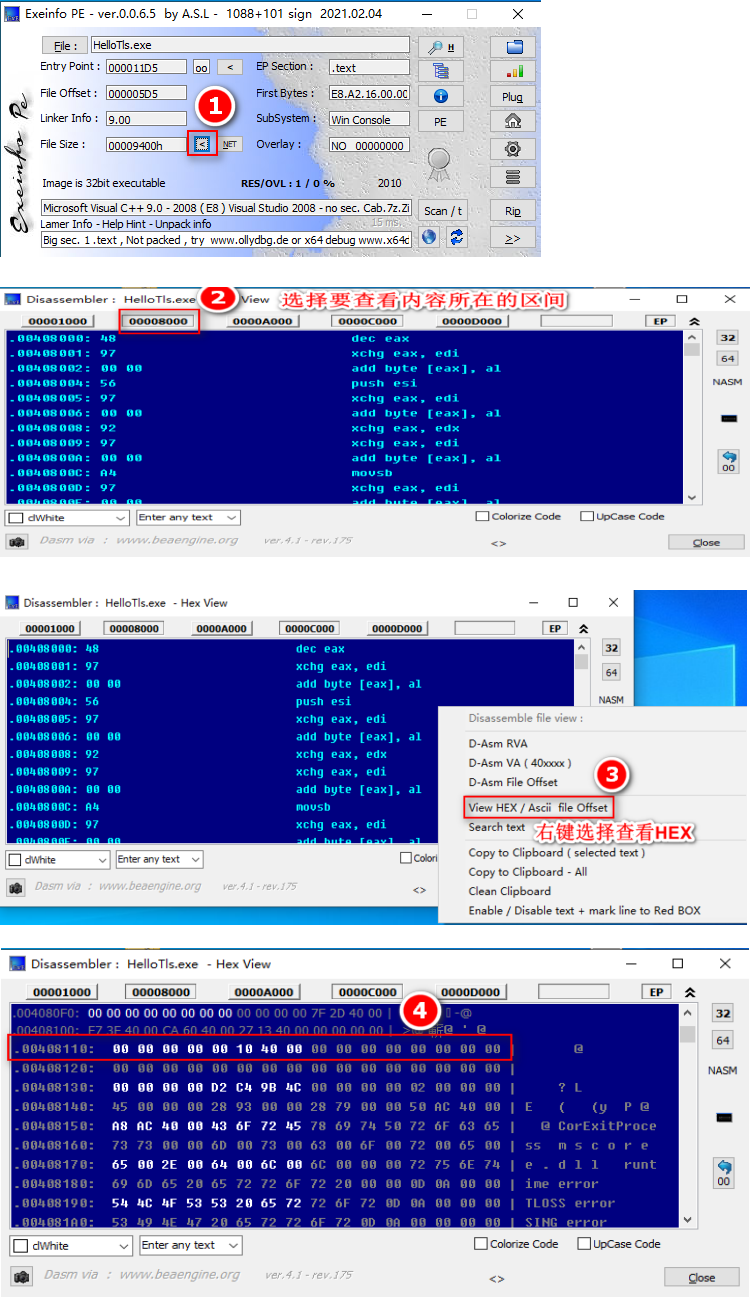 Exeinfo PE - ver.0.0.6.5 by A.S.L - 1088+101 sign 2021.02.04
File : HelloTls.exe H
Entry Point : 000011D5 oo < EP Section : .text
File Offset : 000005D5 First Bytes : E8.A2.16.00.00 Plug
1
Linker Info : 9.00 SubSystem : Win Console PE
File Size : 00009400h < NET Overlay : NO 00000000
Exeinfo Pe
Image is 32bit executable RES/OVL : 1 / 0 % 2010
Microsoft Visual C++ 9.0 - 2008 ( E8 ) Visual Studio 2008 - no sec. Cab.7z.Zi Scan / t Rip
Lamer Info - Help Hint - Unpack info 15 ms.
Big sec. 1 .text , Not packed , try www.ollydbg.de or x64 debug www.x64d >>
Disassembler : HelloTls.exe 2 View 选择要查看内容所在的区间
00001000 00008000 0000A000 0000C000 0000D000 EP
.00408000: 48 dec eax 32
.00408001: 97 xchg eax, edi
.00408002: 00 00 add byte [eax], al 64
.00408004: 56 push esi
.00408005: 97 xchg eax, edi NASM
.00408006: 00 00 add byte [eax], al
.00408008: 92 xchg eax, edx
.00408009: 97 xchg eax, edi
.0040800A: 00 00 add byte [eax], al
.0040800C: A4 movsb 00
.0040800D: 97 xchg eax, edi
.0040800E: 00 00 add byte [eax], al
clWhite Enter any text Colorize Code UpCase Code
Dasm via : www.beaengine.org ver.4.1 - rev.175 <> Close
Disassembler : HelloTls.exe - Hex View
00001000 00008000 0000A000 0000C000 0000D000 EP
.00408000: 48 dec eax 32
.00408001: 97 xchg eax, edi
.00408002: 00 00 add byte [eax], al 64
.00408004: 56 push esi NASM
.00408005: 97 xchg eax, edi
.00408006: 00 00 add byte [eax], al
.00408008: 92 xchg eax, edx
.00408009: 97 xchg eax, edi
.0040800A: 00 00 add byte [eax], al
.0040800C: A4 movsb
.0040800D: 97 xchg eax, edi
.0040800E: 00 00 add byte [eax], al
clWhite Enter any text Colori
Dasm via : www.beaengine.org ver.4.1 - rev.175 <>
Disassemble file view :
D-Asm RVA
D-Asm VA ( 40xxxx )
D-Asm File Offset
3
View HEX / Ascii file Offset
Search text
右键选择查看HEX
Copy to Clipboard ( selected text )
Copy to Clipboard - All
Clean Clipboard
Enable / Disable text + mark line to Red BOX
Disassembler : HelloTls.exe - Hex View
00001000 00008000 0000A000 0000C000 0000D000 EP
4
.004080F0: 00 00 00 00 00 00 00 00 00 00 00 00 7F 2D 40 00 | -@
.00408100: E7 3E 40 00 CA 60 40 00 27 13 40 00 00 00 00 00 | >@ @ ' @
.00408110: 00 00 00 00 00 10 40 00 00 00 00 00 00 00 00 00 | @
.00408120: 00 00 00 00 00 00 00 00 00 00 00 00 00 00 00 00 |
.00408130: 00 00 00 00 D2 C4 9B 4C 00 00 00 00 02 00 00 00 | ? L
.00408140: 45 00 00 00 28 93 00 00 28 79 00 00 50 AC 40 00 | E ( (y P @
.00408150: A8 AC 40 00 43 6F 72 45 78 69 74 50 72 6F 63 65 | @ CorExitProce
.00408160: 73 73 00 00 6D 00 73 00 63 00 6F 00 72 00 65 00 | ss m s c o r e
.00408170: 65 00 2E 00 64 00 6C 00 6C 00 00 00 72 75 6E 74 | e . d l l runt
.00408180: 69 6D 65 20 65 72 72 6F 72 20 00 00 0D 0A 00 00 | ime error
.00408190: 54 4C 4F 53 53 20 65 72 72 6F 72 0D 0A 00 00 00 | TLOSS error
.004081A0: 53 49 4E 47 20 65 72 72 6F 72 0D 0A 00 00 00 00 | SING error
32
64
NASM
00
clWhite Enter any text Colorize Code UpCase Code
Dasm via : www.beaengine.org ver.4.1 - rev.175 <> Close